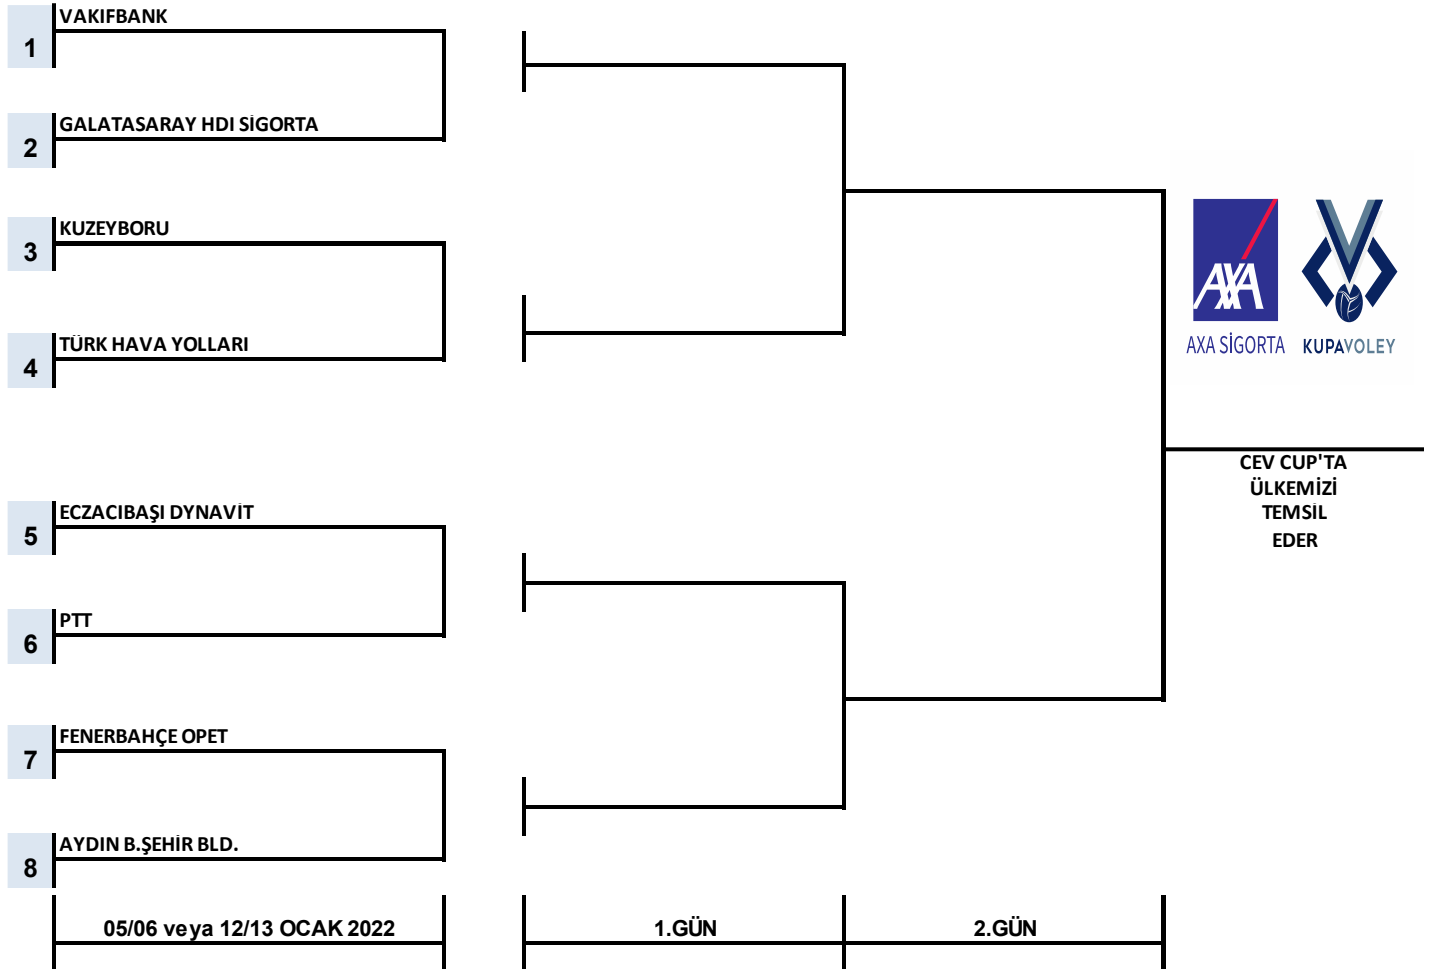 VAKIFBANK
1
GALATASARAY HDI SİGORTA
2
KUZEYBORU
3
TÜRK HAVA YOLLARI
4
AXA
AXA SİGORTA
KUPAVOLEY
CEV CUP'TA
ÜLKEMİZİ
TEMSİL
EDER
ECZACIBAŞI DYNAVİT
5
PTT
6
FENERBAHÇE OPET
7
AYDIN B.ŞEHİR BLD.
8
05/06 veya 12/13 OCAK 2022
1.GÜN
2.GÜN